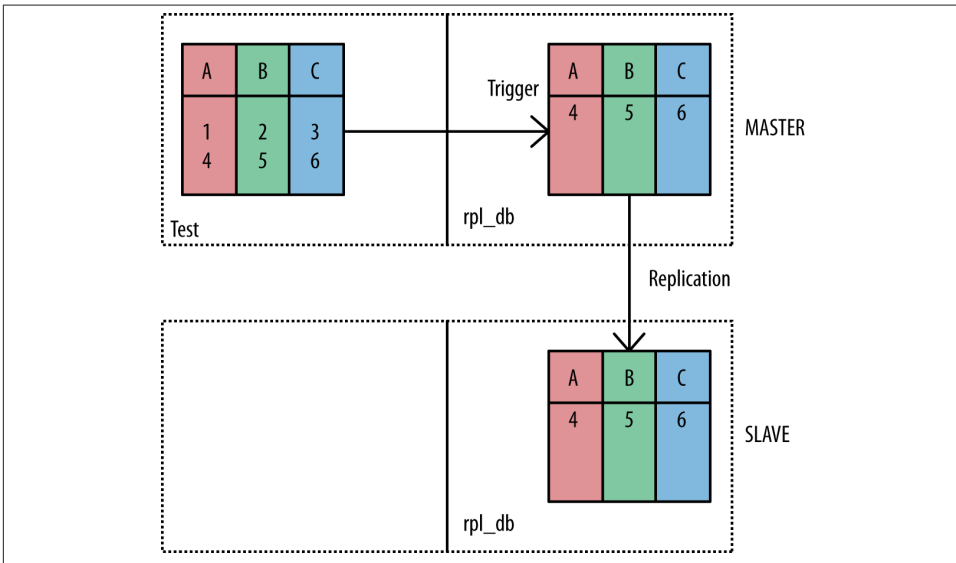 A B C
1 2 3
4 5 6
Test
Trigger
A B C
4 5 6
rpl_db
MASTER
Replication
A B C
4 5 6
rpl_db
SLAVE